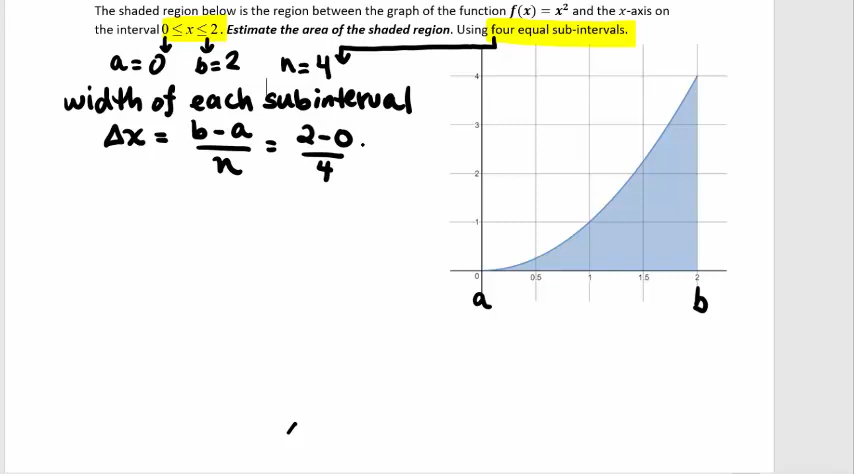 The shaded region below is the region between the graph of the function f(x) = x² and the x-axis on
the interval 0 ≤ x ≤ 2. Estimate the area of the shaded region. Using four equal sub-intervals.
a = 0 b = 2 n = 4
width of each subinterval
Δx = (b - a)/n = (2 - 0)/4
4
3
2
1
0 0.5 1 1.5 2
a b